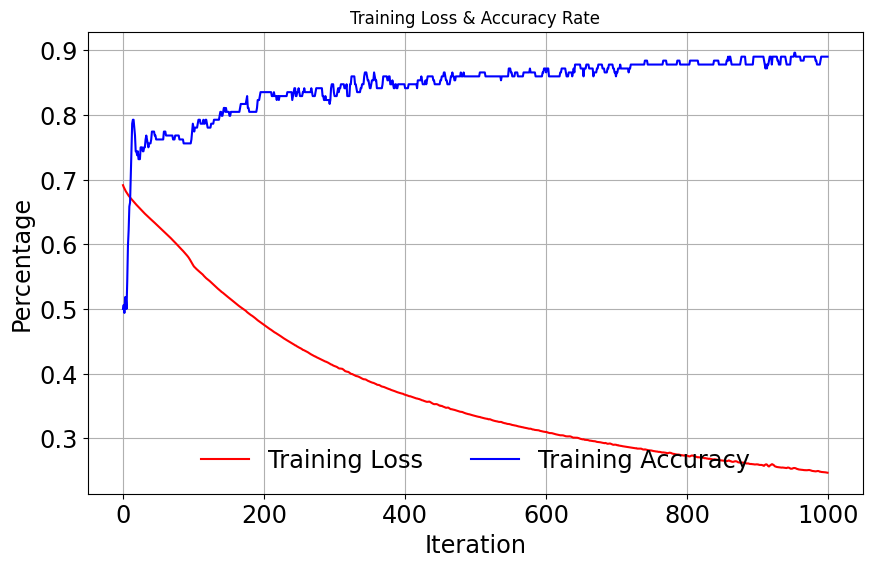 Training Loss & Accuracy Rate
0.9
0.8
0.7
0.6
0.5
0.4
0.3
Percentage
Training Loss Training Accuracy
0 200 400 600 800 1000
Iteration